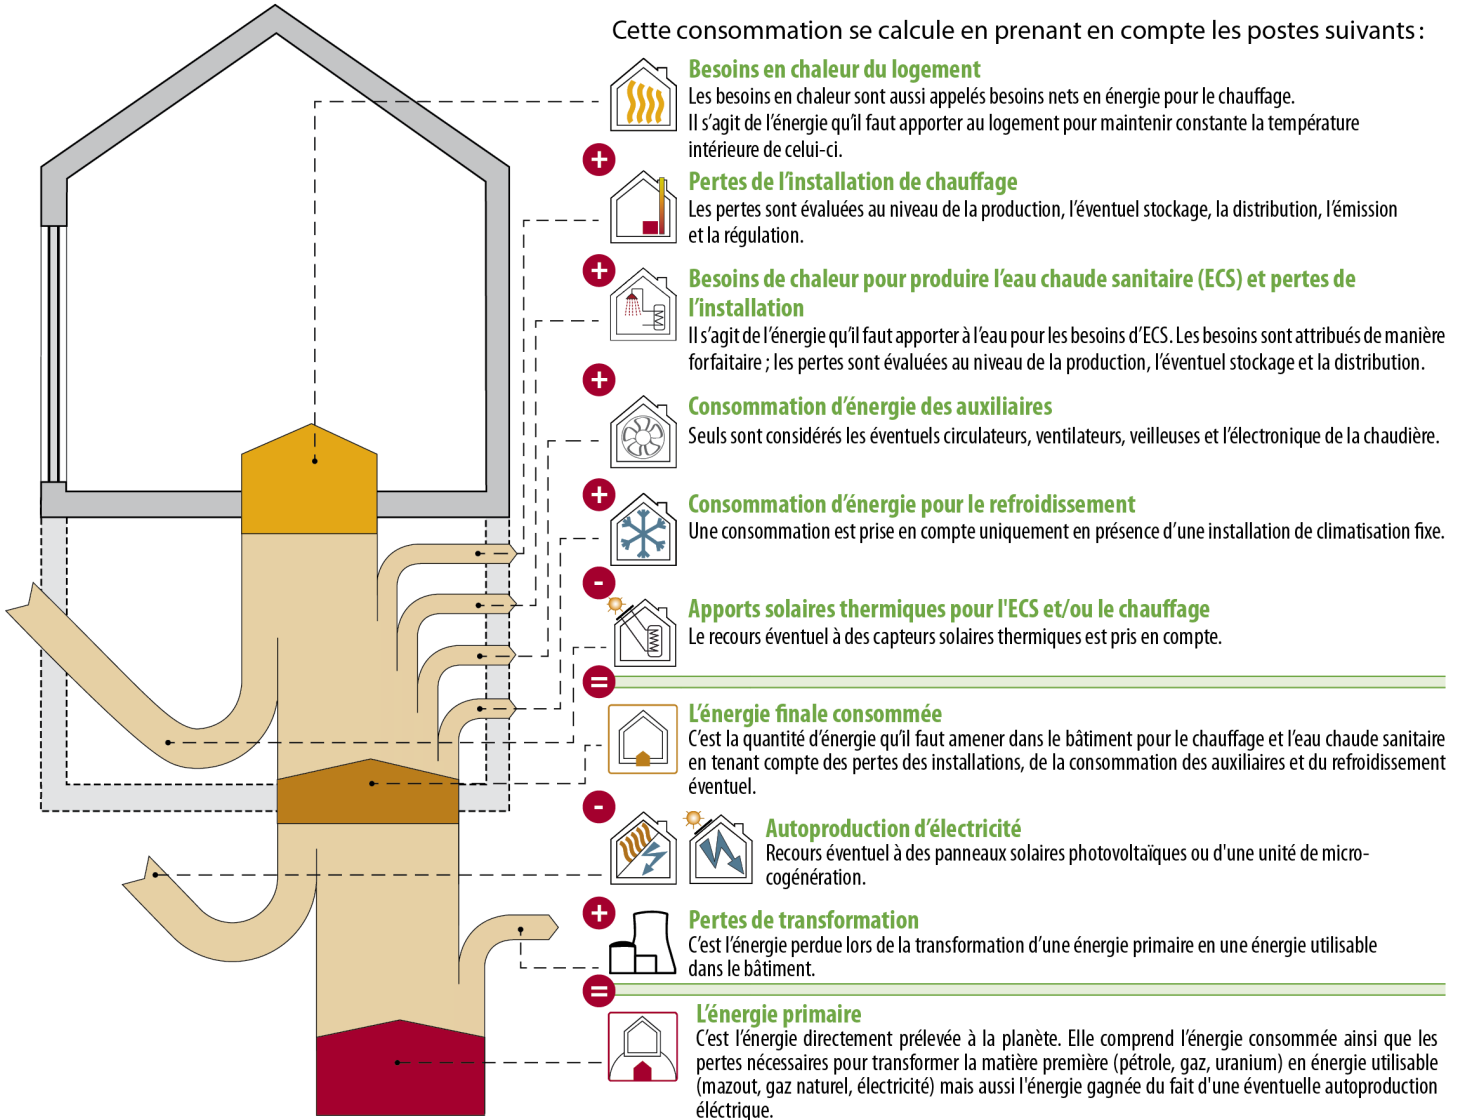 Cette consommation se calcule en prenant en compte les postes suivants :
Besoins en chaleur du logement
Les besoins en chaleur sont aussi appelés besoins nets en énergie pour le chauffage.
Il s’agit de l’énergie qu’il faut apporter au logement pour maintenir constante la température
intérieure de celui-ci.
+
Pertes de l’installation de chauffage
Les pertes sont évaluées au niveau de la production, l’éventuel stockage, la distribution, l’émission
et la régulation.
+
Besoins de chaleur pour produire l’eau chaude sanitaire (ECS) et pertes de
l’installation
Il s’agit de l’énergie qu’il faut apporter à l’eau pour les besoins d’ECS. Les besoins sont attribués de manière
forfaitaire ; les pertes sont évaluées au niveau de la production, l’éventuel stockage et la distribution.
+
Consommation d’énergie des auxiliaires
Seuls sont considérés les éventuels circulateurs, ventilateurs, veilleuses et l’électronique de la chaudière.
+
Consommation d’énergie pour le refroidissement
Une consommation est prise en compte uniquement en présence d’une installation de climatisation fixe.
-
Apports solaires thermiques pour l'ECS et/ou le chauffage
Le recours éventuel à des capteurs solaires thermiques est pris en compte.
=
L’énergie finale consommée
C’est la quantité d’énergie qu’il faut amener dans le bâtiment pour le chauffage et l’eau chaude sanitaire
en tenant compte des pertes des installations, de la consommation des auxiliaires et du refroidissement
éventuel.
-
Autoproduction d’électricité
Recours éventuel à des panneaux solaires photovoltaïques ou d'une unité de micro-
cogénération.
+
Pertes de transformation
C’est l’énergie perdue lors de la transformation d’une énergie primaire en une énergie utilisable
dans le bâtiment.
=
L’énergie primaire
C’est l’énergie directement prélevée à la planète. Elle comprend l’énergie consommée ainsi que les
pertes nécessaires pour transformer la matière première (pétrole, gaz, uranium) en énergie utilisable
(mazout, gaz naturel, électricité) mais aussi l'énergie gagnée du fait d'une éventuelle autoproduction
éléctrique.